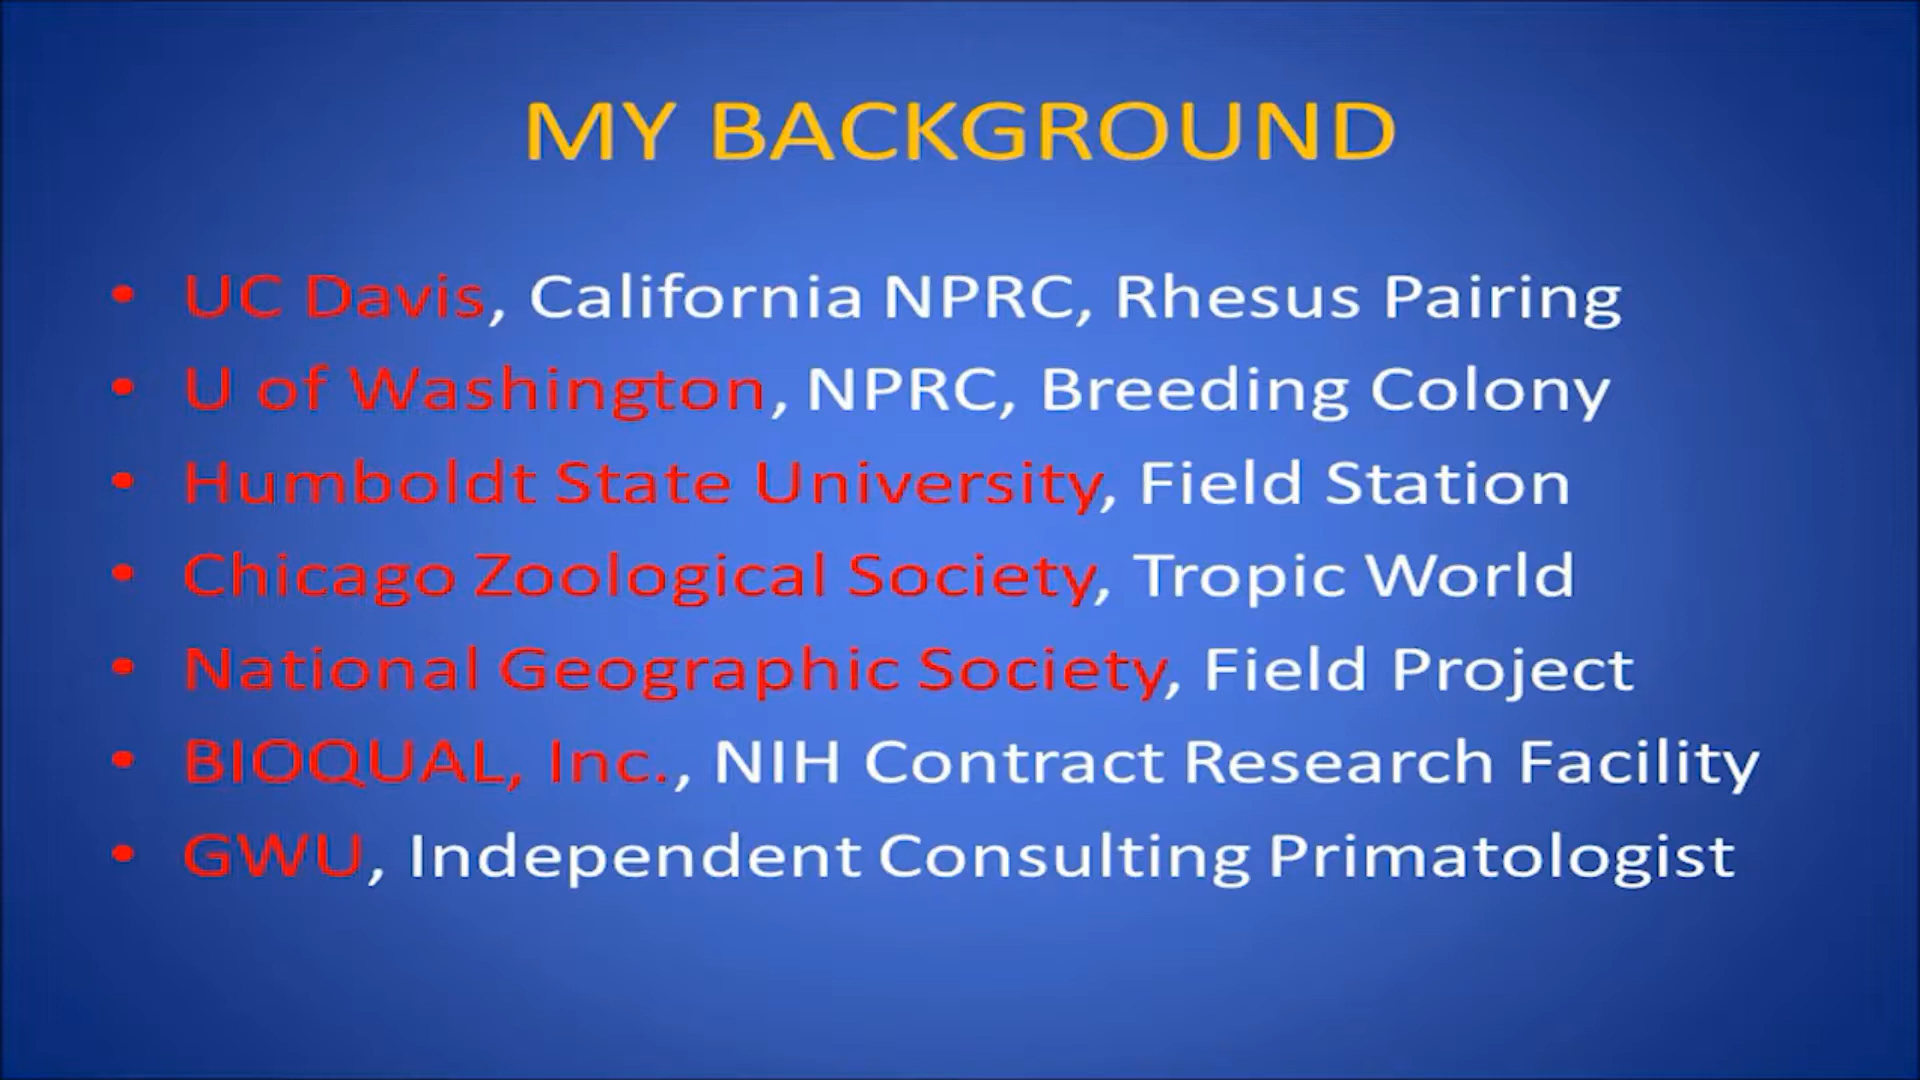 MY BACKGROUND
• UC Davis, California NPRC, Rhesus Pairing
• U of Washington, NPRC, Breeding Colony
• Humboldt State University, Field Station
• Chicago Zoological Society, Tropic World
• National Geographic Society, Field Project
• BIOQUAL, Inc., NIH Contract Research Facility
• GWU, Independent Consulting Primatologist